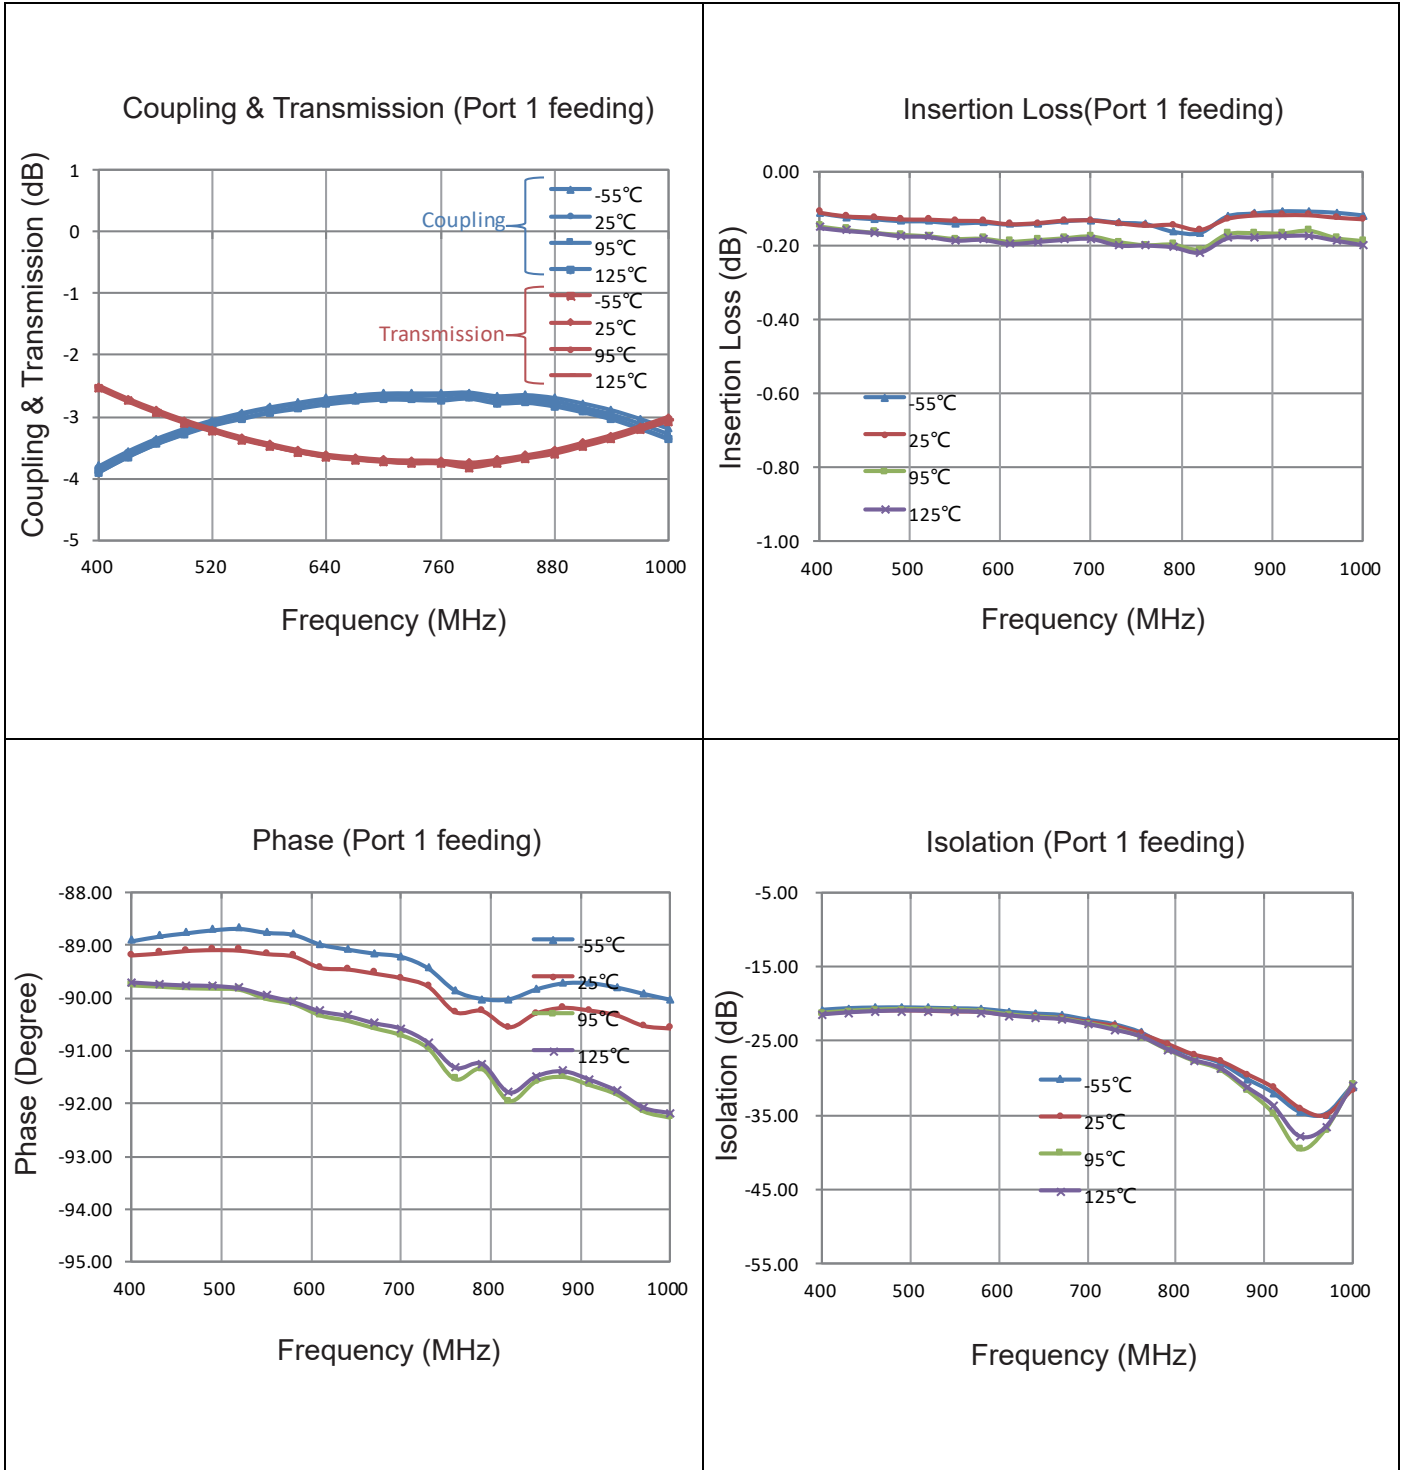 Coupling & Transmission (Port 1 feeding)
Coupling & Transmission (dB)
1
0
-1
-2
-3
-4
-5
Coupling
-55℃
25℃
95℃
125℃
Transmission
-55℃
25℃
95℃
125℃
400 520 640 760 880 1000
Frequency (MHz)
Insertion Loss(Port 1 feeding)
Insertion Loss (dB)
0.00
-0.20
-0.40
-0.60
-0.80
-1.00
-55℃
25℃
95℃
125℃
400 500 600 700 800 900 1000
Frequency (MHz)
Phase (Port 1 feeding)
Phase (Degree)
-88.00
-89.00
-90.00
-91.00
-92.00
-93.00
-94.00
-95.00
-55℃
25℃
95℃
125℃
400 500 600 700 800 900 1000
Frequency (MHz)
Isolation (Port 1 feeding)
Isolation (dB)
-5.00
-15.00
-25.00
-35.00
-45.00
-55.00
-55℃
25℃
95℃
125℃
400 500 600 700 800 900 1000
Frequency (MHz)